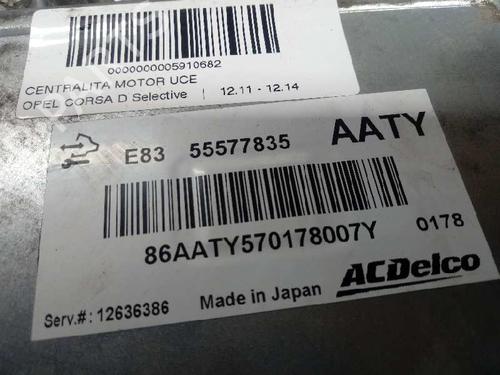 0000000005910682
CENTRALITA MOTOR UCE
OPEL CORSA D Selective | 12.11 - 12.14
E83 55577835 AATY
86AATY570178007Y 0178
Serv.#: 12636386 Made in Japan ACDelco